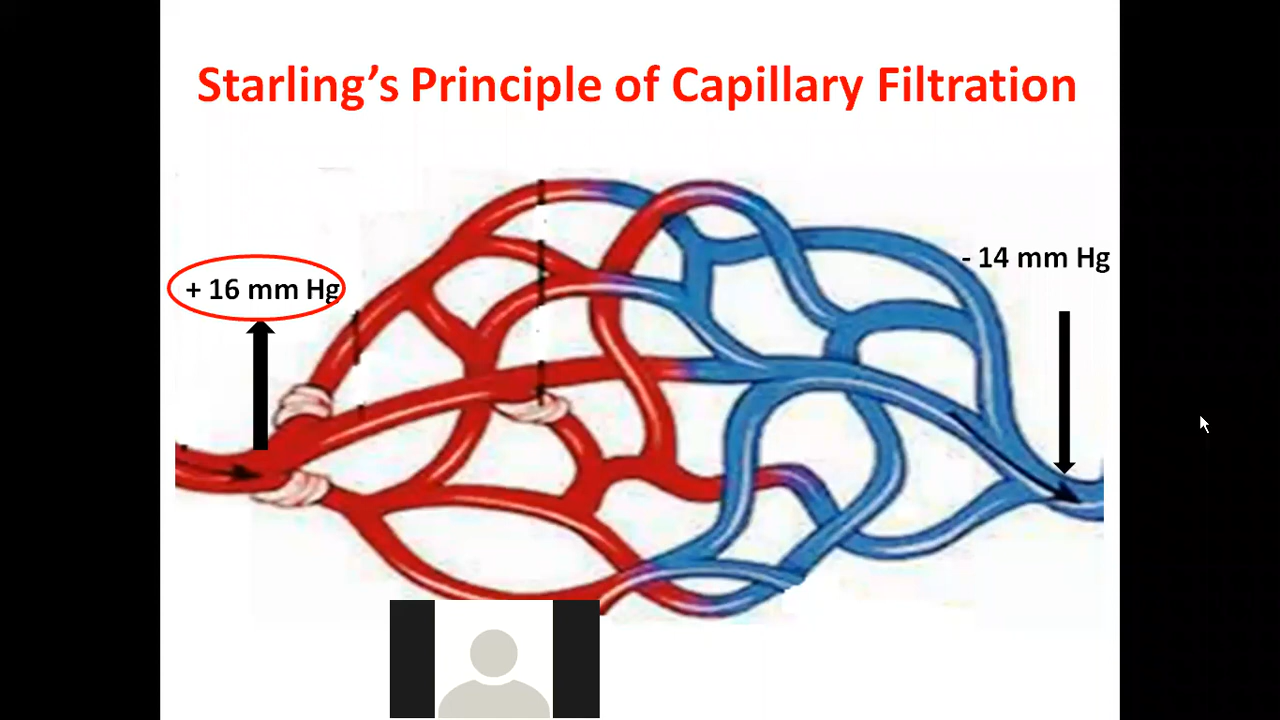 Starling’s Principle of Capillary Filtration
- 14 mm Hg
+ 16 mm Hg